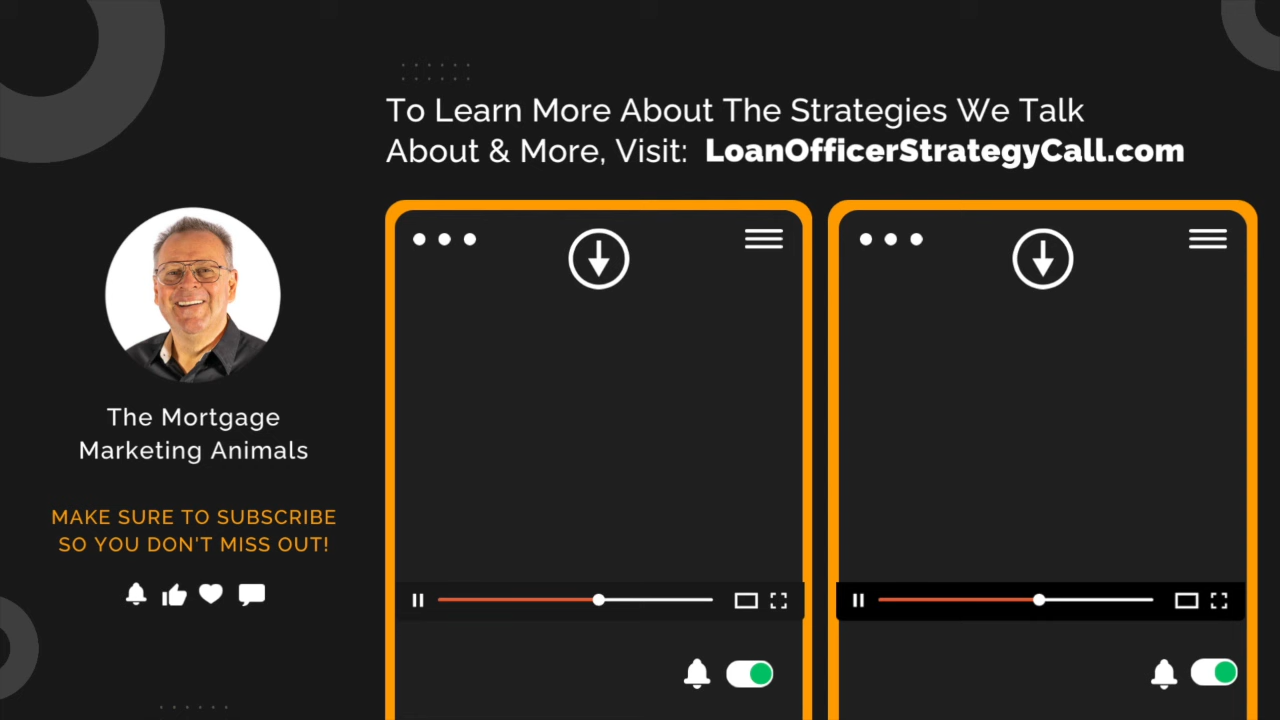 To Learn More About The Strategies We Talk
About & More, Visit: LoanOfficerStrategyCall.com
The Mortgage
Marketing Animals
MAKE SURE TO SUBSCRIBE
SO YOU DON'T MISS OUT!